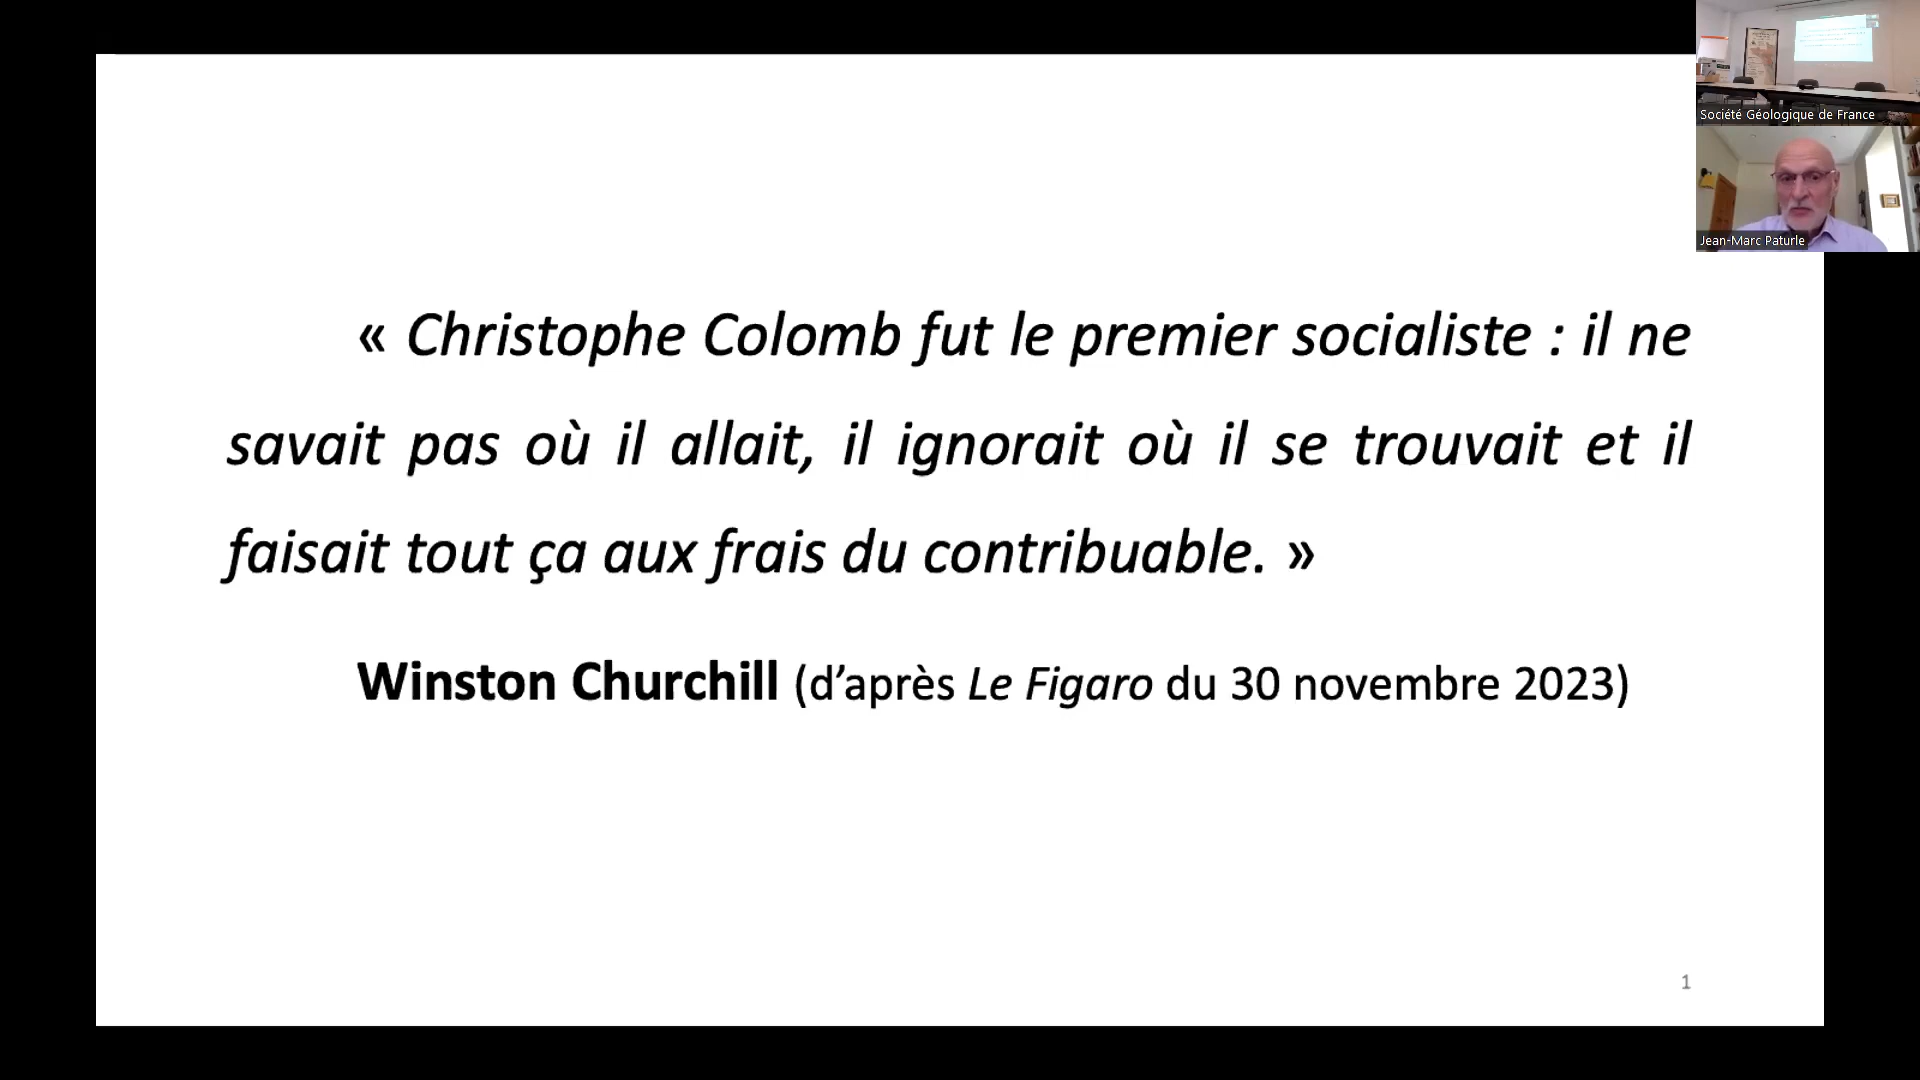 Société Géologique de France
Jean-Marc Paturle
« Christophe Colomb fut le premier socialiste : il ne
savait pas où il allait, il ignorait où il se trouvait et il
faisait tout ça aux frais du contribuable. »
Winston Churchill (d’après Le Figaro du 30 novembre 2023)
1